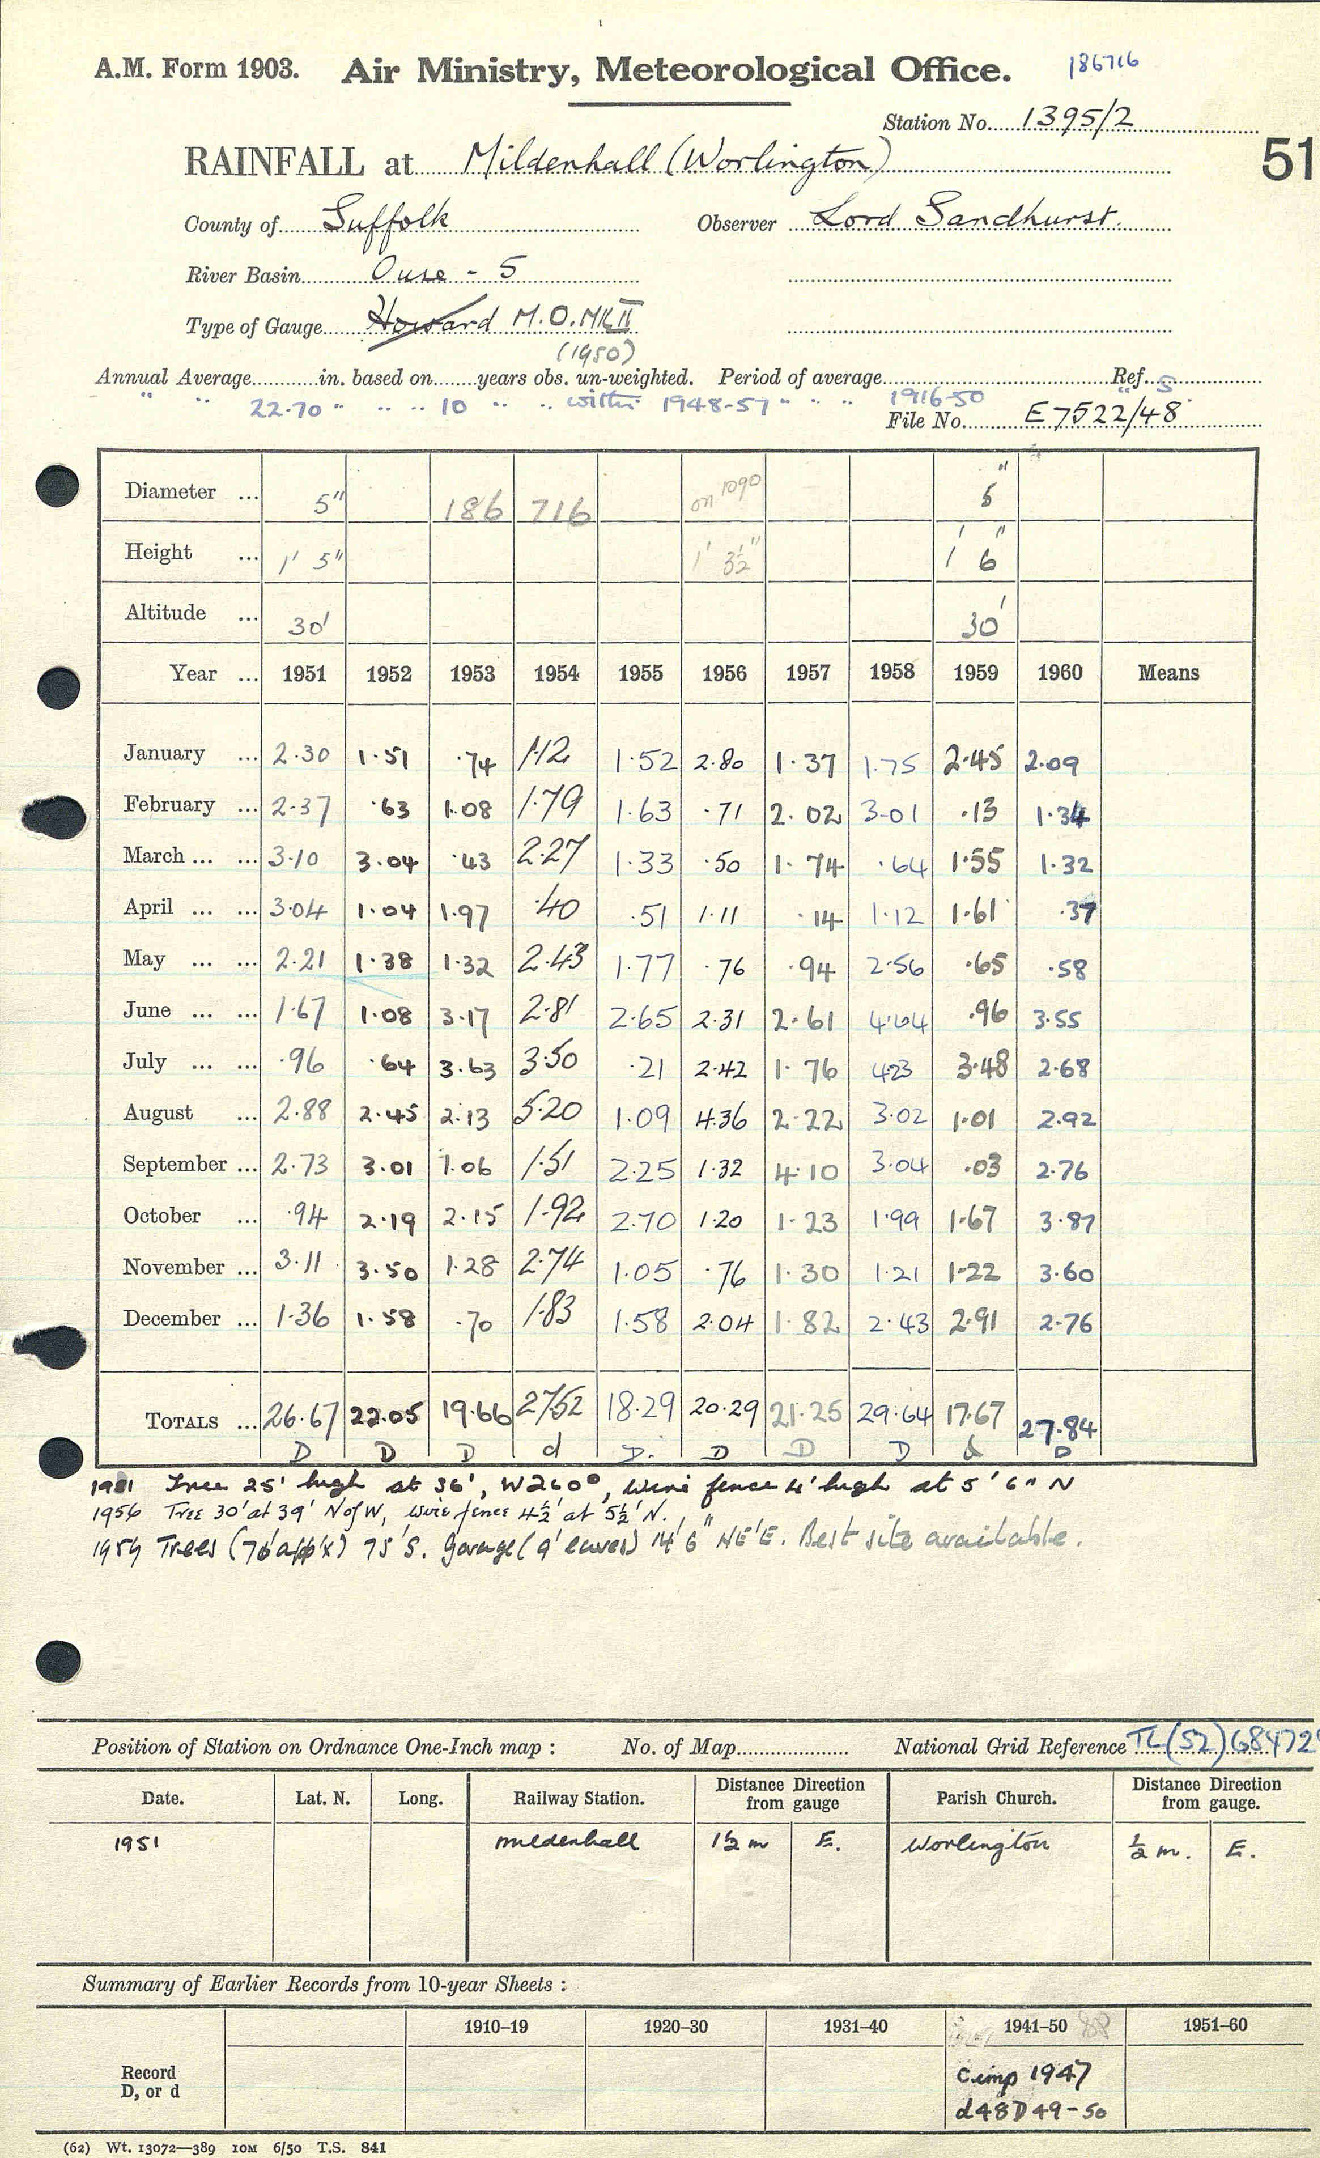 A.M. Form 1903. Air Ministry, Meteorological Office. 186716
Station No. 1395/2
RAINFALL at Mildenhall (Worlington) 51
County of Suffolk Observer Lord Sandhurst.
River Basin Ouse - 5
Type of Gauge Howard M.O. MK II
(1950)
Annual Average in. based on years obs. un-weighted. Period of average Ref. S
" " 22.70 " " " 10 " " within 1948-57 " " " 1916-50 "
File No. E7522/48
Diameter ... 5" 186 716 on 1090 5"
Height ... 1' 5" 1' 3½" 1' 6"
Altitude ... 30' 30'
Year ... 1951 1952 1953 1954 1955 1956 1957 1958 1959 1960 Means
January ... 2.30 1.51 .74 1.12 1.52 2.80 1.37 1.75 2.45 2.09
February ... 2.37 .63 1.08 1.79 1.63 .71 2.02 3.01 .13 1.34
March ... ... 3.10 3.04 .43 2.27 1.33 .50 1.74 .64 1.55 1.32
April ... ... 3.04 1.04 1.97 .40 .51 1.11 .14 1.12 1.61 .37
May ... ... 2.21 1.38 1.32 2.43 1.77 .76 .94 2.56 .65 .58
June ... ... 1.67 1.08 3.17 2.81 2.65 2.31 2.61 4.64 .96 3.55
July ... ... .96 .64 3.63 3.50 .21 2.42 1.76 4.23 3.48 2.68
August ... 2.88 2.45 2.13 5.20 1.09 4.36 2.22 3.02 1.01 2.92
September ... 2.73 3.01 1.06 1.51 2.25 1.32 4.10 3.04 .03 2.76
October ... .94 2.19 2.15 1.92 2.70 1.20 1.23 1.99 1.67 3.87
November ... 3.11 3.50 1.28 2.74 1.05 .76 1.30 1.21 1.22 3.60
December ... 1.36 1.58 .70 1.83 1.58 2.04 1.82 2.43 2.91 2.76
TOTALS ... 26.67 22.05 19.66 27.52 18.29 20.29 21.25 29.64 17.67 27.84
D D D d D. D D D d D
1951 Tree 25' high at 36', W260°, wire fence 4' high at 5' 6" N
1956 Tree 30' at 39' N of W, wire fence 4½' at 5½' N.
1959 Trees (70' app'x) 75' S. garage (9' eaves) 14' 6" NE'E. Best site available.
Position of Station on Ordnance One-Inch map : No. of Map National Grid Reference TL (52) 684729
Date. Lat. N. Long. Railway Station. Distance from gauge Direction Parish Church. Distance from gauge. Direction
1951 Mildenhall 1½ m E. Worlington ½ m. E.
Summary of Earlier Records from 10-year Sheets :
1910–19 1920–30 1931–40 1941–50 1951–60
Record D, or d Comp 1947
d48 D49-50
(62) Wt. 13072—389 10M 6/50 T.S. 841